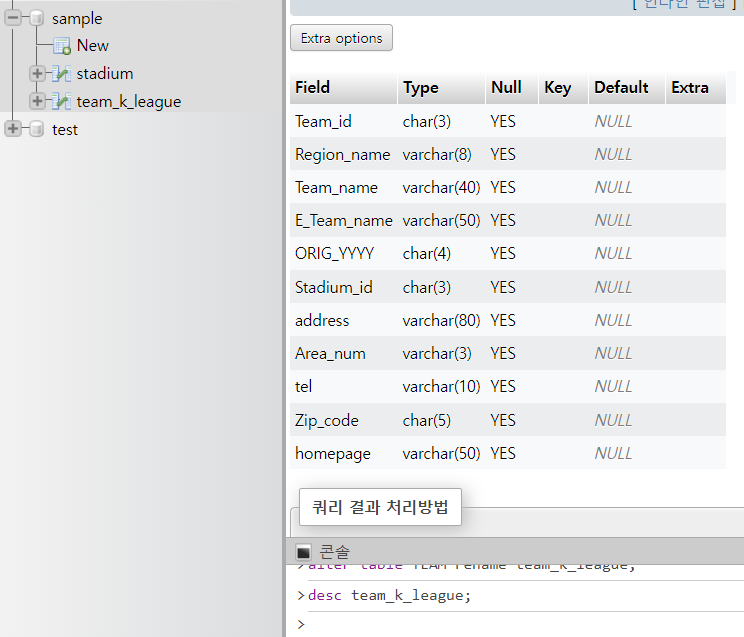 sample
New
stadium
team_k_league
test
[ 인라인 편집 ]
Extra options
Field Type Null Key Default Extra
Team_id char(3) YES NULL
Region_name varchar(8) YES NULL
Team_name varchar(40) YES NULL
E_Team_name varchar(50) YES NULL
ORIG_YYYY char(4) YES NULL
Stadium_id char(3) YES NULL
address varchar(80) YES NULL
Area_num varchar(3) YES NULL
tel varchar(10) YES NULL
Zip_code char(5) YES NULL
homepage varchar(50) YES NULL
쿼리 결과 처리방법
콘솔
>alter table TEAM rename team_k_league;
>desc team_k_league;
>